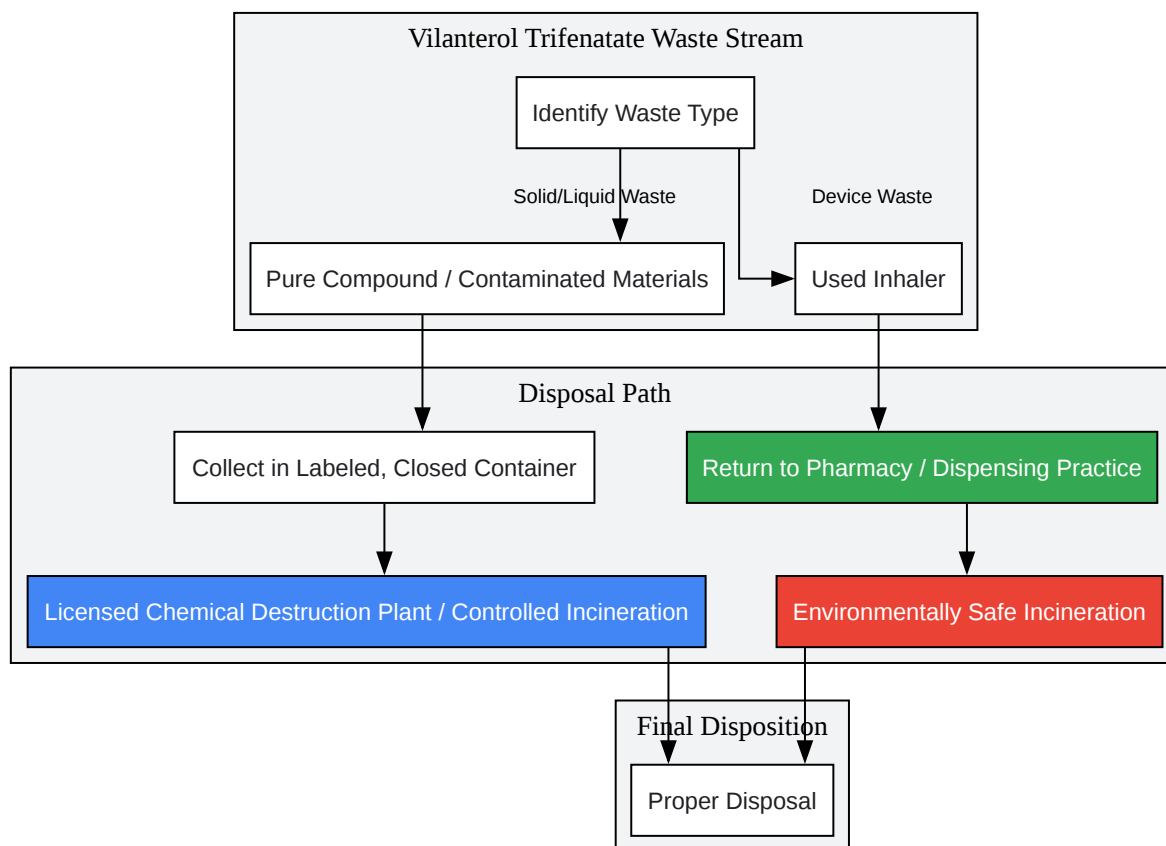 Vilanterol Trifenatate Waste Stream
Identify Waste Type
Solid/Liquid Waste
Device Waste
Pure Compound / Contaminated Materials
Used Inhaler
Disposal Path
Collect in Labeled, Closed Container
Return to Pharmacy / Dispensing Practice
Licensed Chemical Destruction Plant / Controlled Incineration
Environmentally Safe Incineration
Final Disposition
Proper Disposal